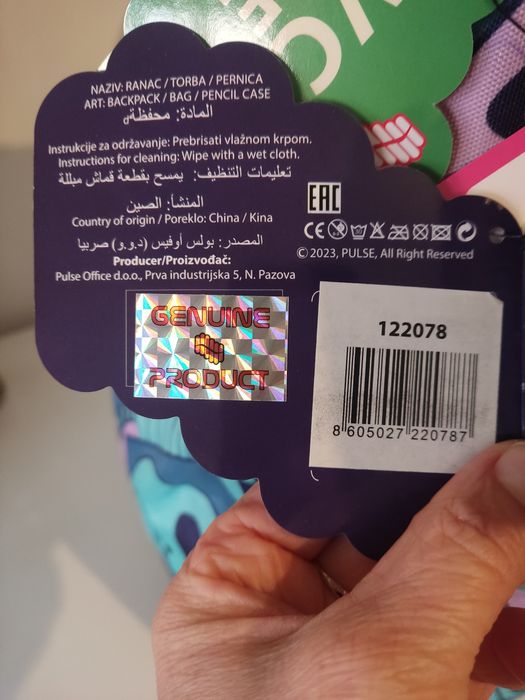 NAZIV: RANAC / TORBA / PERNICA
ART: BACKPACK / BAG / PENCIL CASE
المادة: محفظة
Instrukcije za održavanje: Prebrisati vlažnom krpom.
Instructions for cleaning: Wipe with a wet cloth.
تعليمات التنظيف: يمسح بقطعة قماش مبللة
المنشأ: الصين
Country of origin / Poreklo: China / Kina
المصدر: بولس أوفيس (د.و.و) صربيا
Producer/Proizvođač:
Pulse Office d.o.o., Prva industrijska 5, N. Pazova
EAC
CE
© 2023, PULSE, All Right Reserved
GENUINE
PRODUCT
122078
8 605027 220787